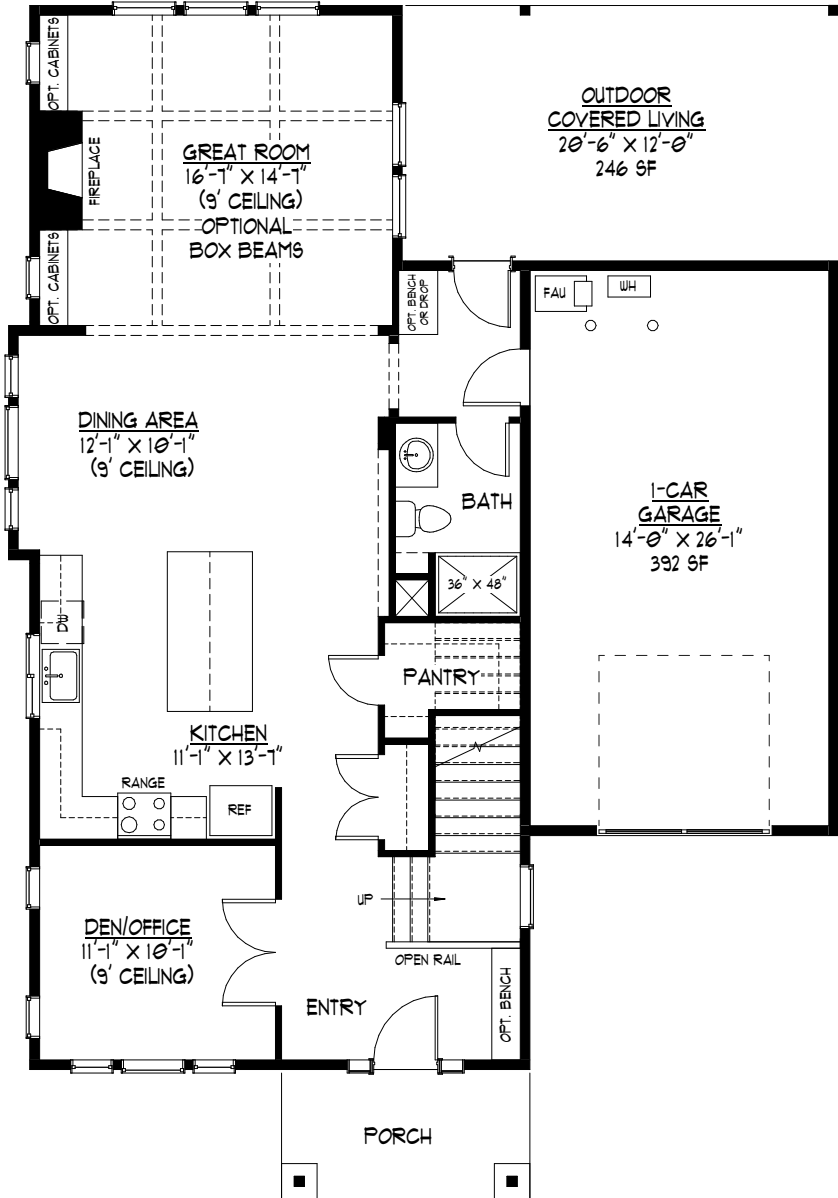 OPT. CABINETS
FIREPLACE
OPT. CABINETS
GREAT ROOM
16'-7" X 14'-7"
(9' CEILING)
OPTIONAL
BOX BEAMS
OUTDOOR
COVERED LIVING
20'-6" X 12'-0"
246 SF
OPT. BENCH
OR DROP
FAU
WH
DINING AREA
12'-1" X 10'-1"
(9' CEILING)
BATH
36" X 48"
1-CAR
GARAGE
14'-0" X 26'-1"
392 SF
DW
PANTRY
KITCHEN
11'-1" X 13'-7"
RANGE
REF
UP
DEN/OFFICE
11'-1" X 10'-1"
(9' CEILING)
OPEN RAIL
ENTRY
OPT. BENCH
PORCH